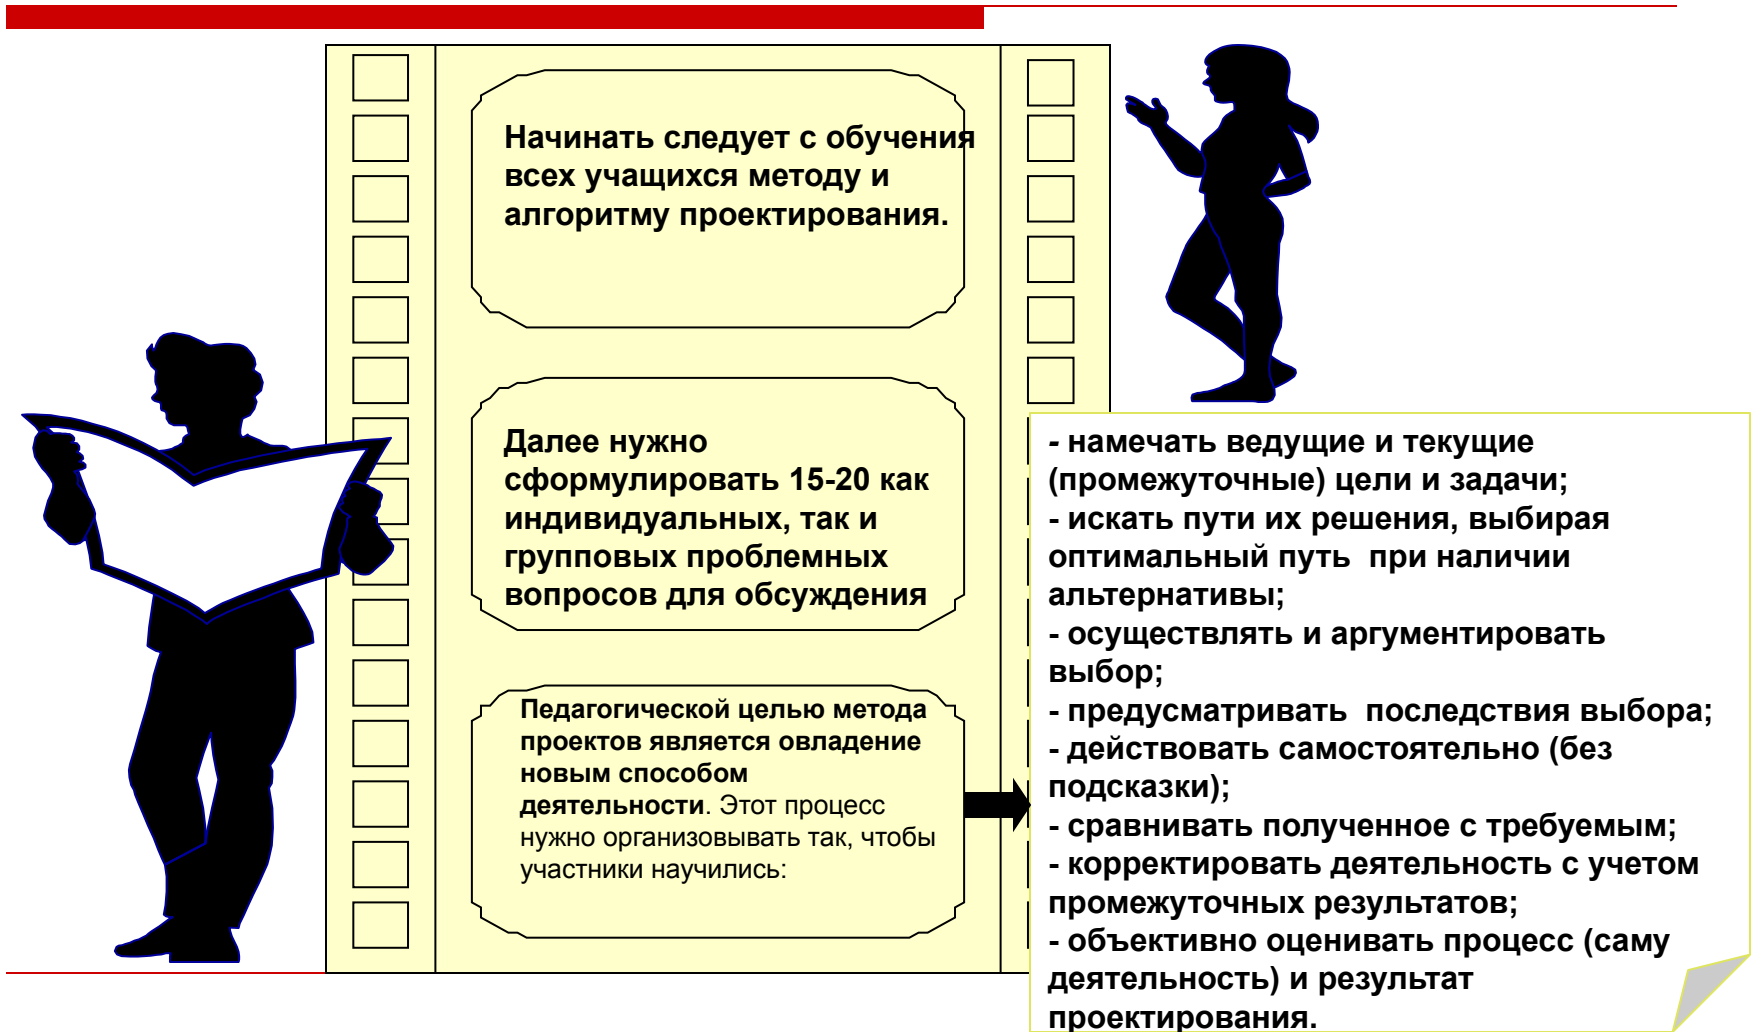 Начинать следует с обучения
всех учащихся методу и
алгоритму проектирования.
Далее нужно
сформулировать 15-20 как
индивидуальных, так и
групповых проблемных
вопросов для обсуждения
Педагогической целью метода
проектов является овладение
новым способом
деятельности. Этот процесс
нужно организовывать так, чтобы
участники научились:
- намечать ведущие и текущие
(промежуточные) цели и задачи;
- искать пути их решения, выбирая
оптимальный путь  при наличии
альтернативы;
- осуществлять и аргументировать
выбор;
- предусматривать  последствия выбора;
- действовать самостоятельно (без
подсказки);
- сравнивать полученное с требуемым;
- корректировать деятельность с учетом
промежуточных результатов;
- объективно оценивать процесс (саму
деятельность) и результат
проектирования.